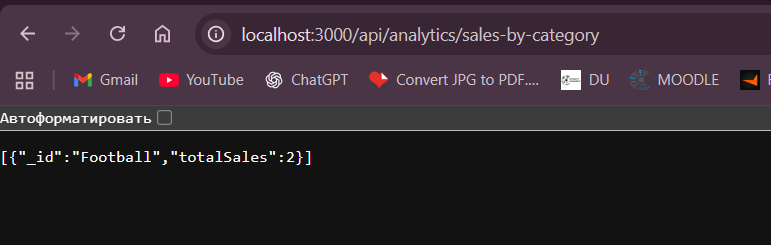 localhost:3000/api/analytics/sales-by-category
Gmail YouTube ChatGPT Convert JPG to PDF.... DU MOODLE
Автоформатировать
[{"_id":"Football","totalSales":2}]